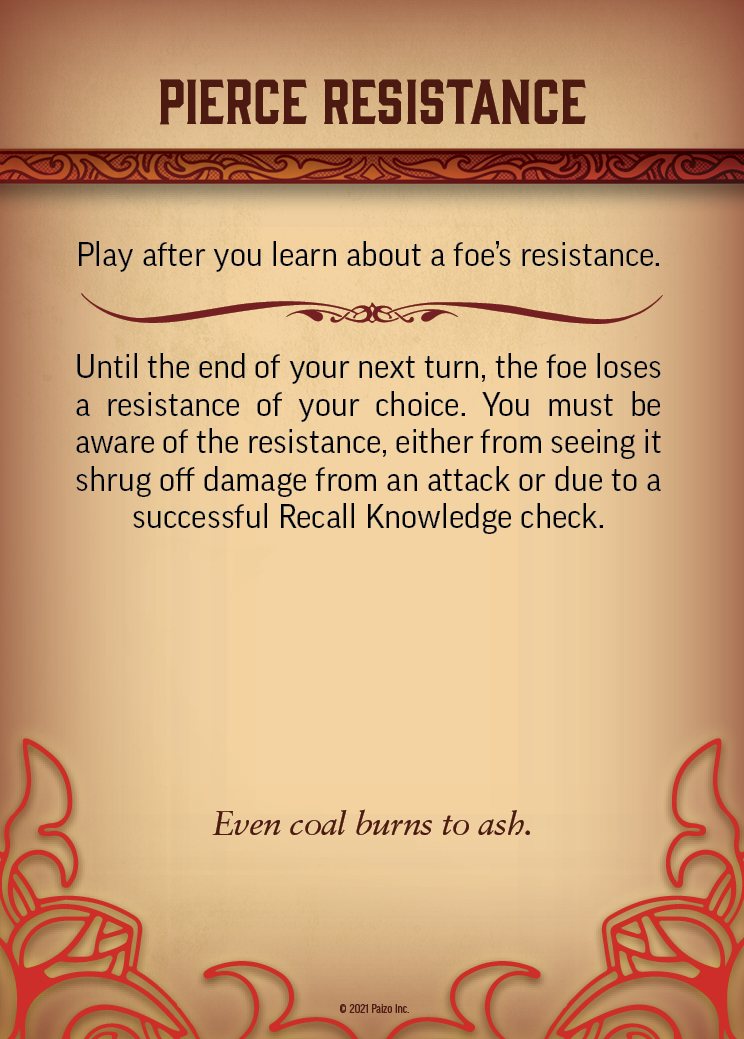 PIERCE RESISTANCE
Play after you learn about a foe's resistance.
Until the end of your next turn, the foe loses
a resistance of your choice. You must be
aware of the resistance, either from seeing it
shrug off damage from an attack or due to a
successful Recall Knowledge check.
Even coal burns to ash.
© 2021 Paizo Inc.